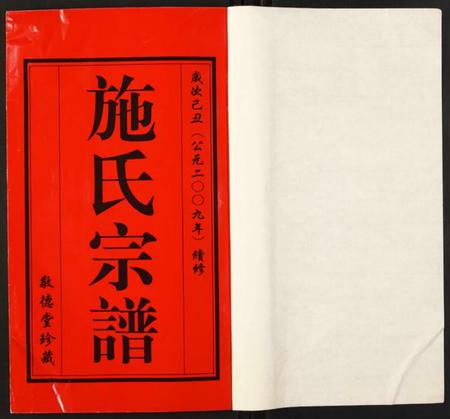 歲次己丑（公元二〇〇九年）續修
施氏宗譜
敦德堂珍藏